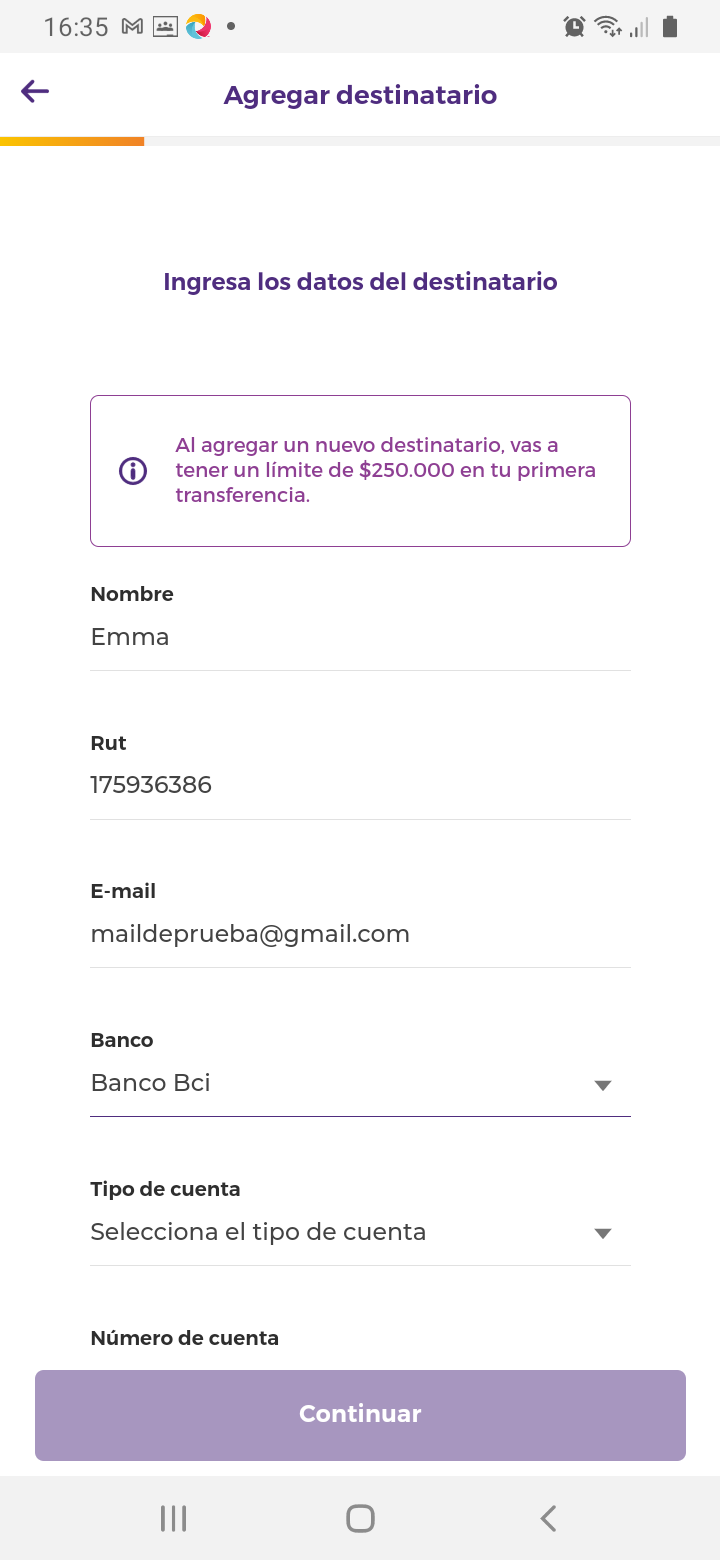 16:35
Agregar destinatario
Ingresa los datos del destinatario
Al agregar un nuevo destinatario, vas a
tener un límite de $250.000 en tu primera
transferencia.
Nombre
Emma
Rut
175936386
E-mail
maildeprueba@gmail.com
Banco
Banco Bci
Tipo de cuenta
Selecciona el tipo de cuenta
Número de cuenta
Continuar